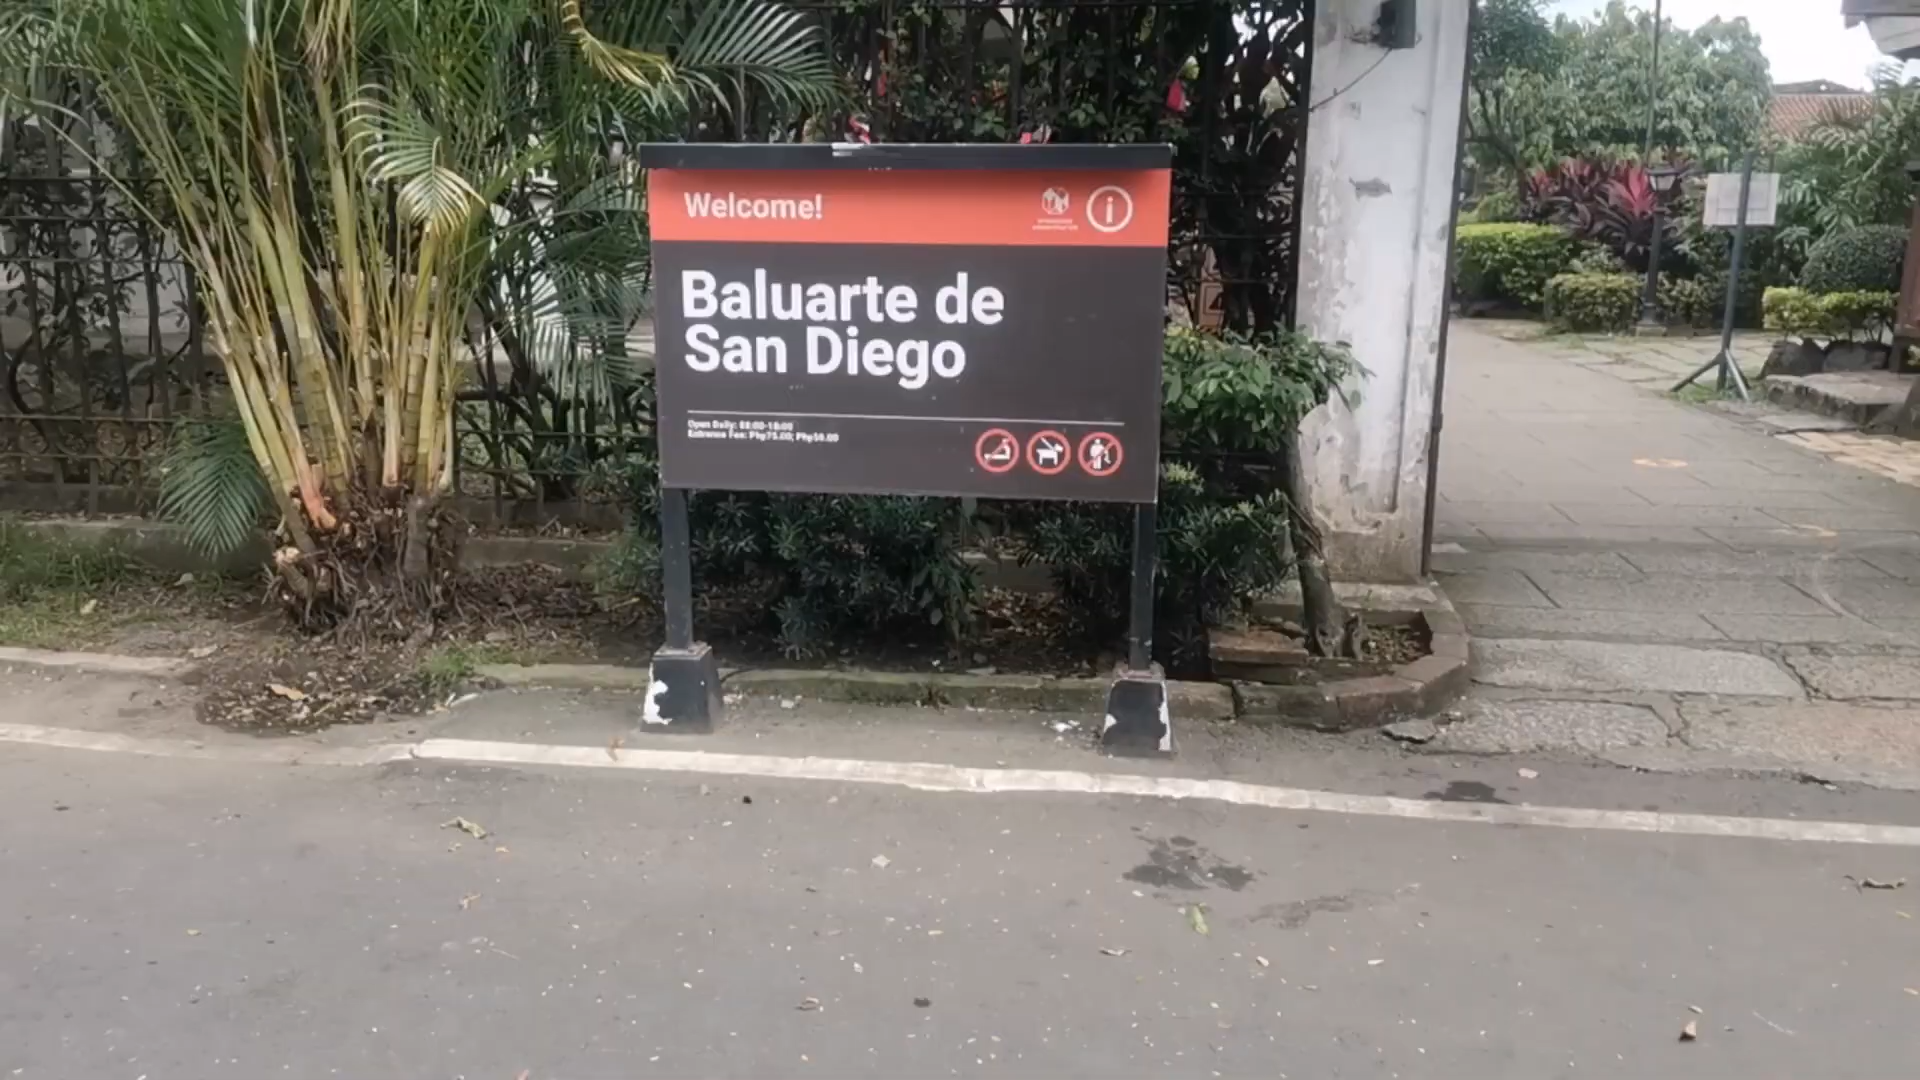 Welcome!
i
Baluarte de
San Diego
Open Daily: 08:00-18:00
Entrance Fee: Php75.00; Php50.00